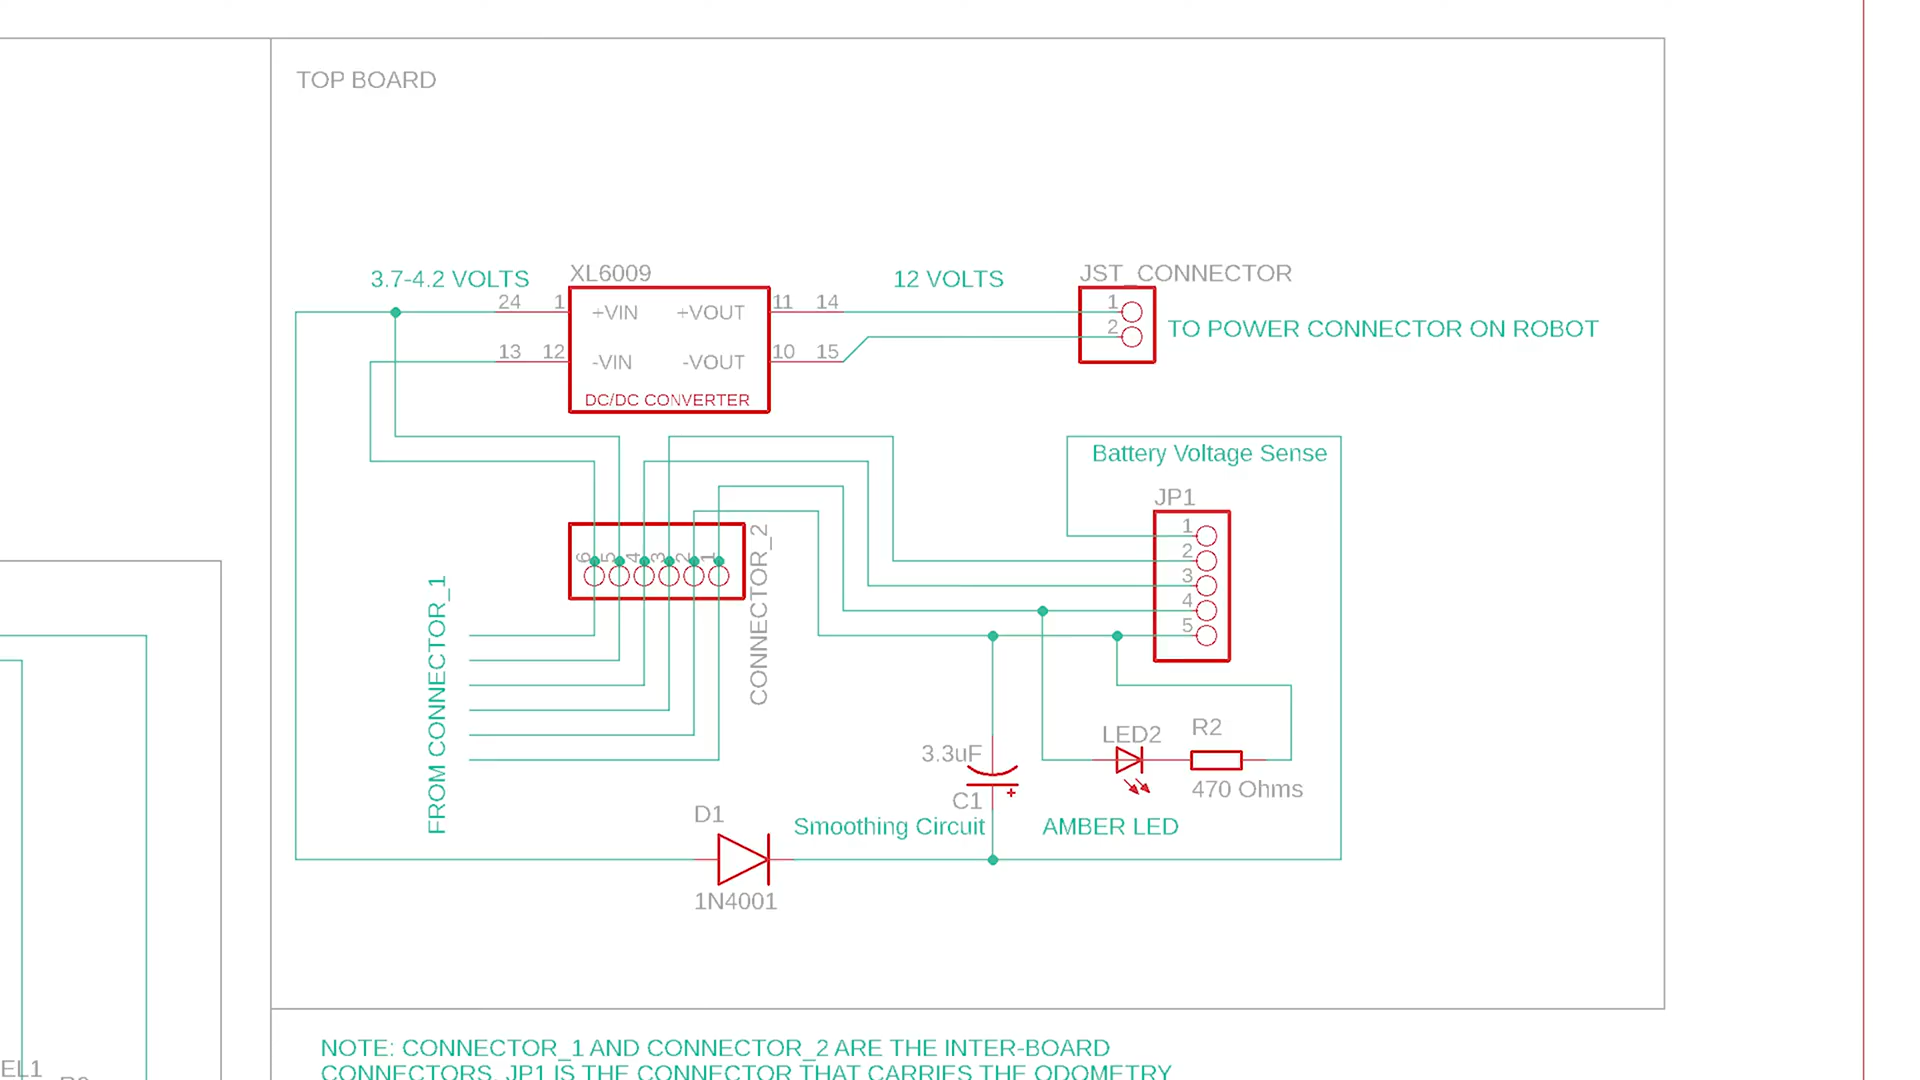 TOP BOARD
3.7-4.2 VOLTS
XL6009
12 VOLTS
JST_CONNECTOR
24 1 +VIN +VOUT 11 14
1
2
TO POWER CONNECTOR ON ROBOT
13 12 -VIN -VOUT 10 15
DC/DC CONVERTER
Battery Voltage Sense
JP1
1
2
3
4
5
6 5 4 3 2 1
CONNECTOR_2
FROM CONNECTOR_1
LED2
R2
470 Ohms
3.3uF
C1
+
D1
Smoothing Circuit
AMBER LED
1N4001
NOTE: CONNECTOR_1 AND CONNECTOR_2 ARE THE INTER-BOARD
CONNECTORS. JP1 IS THE CONNECTOR THAT CARRIES THE ODOMETRY
EL1